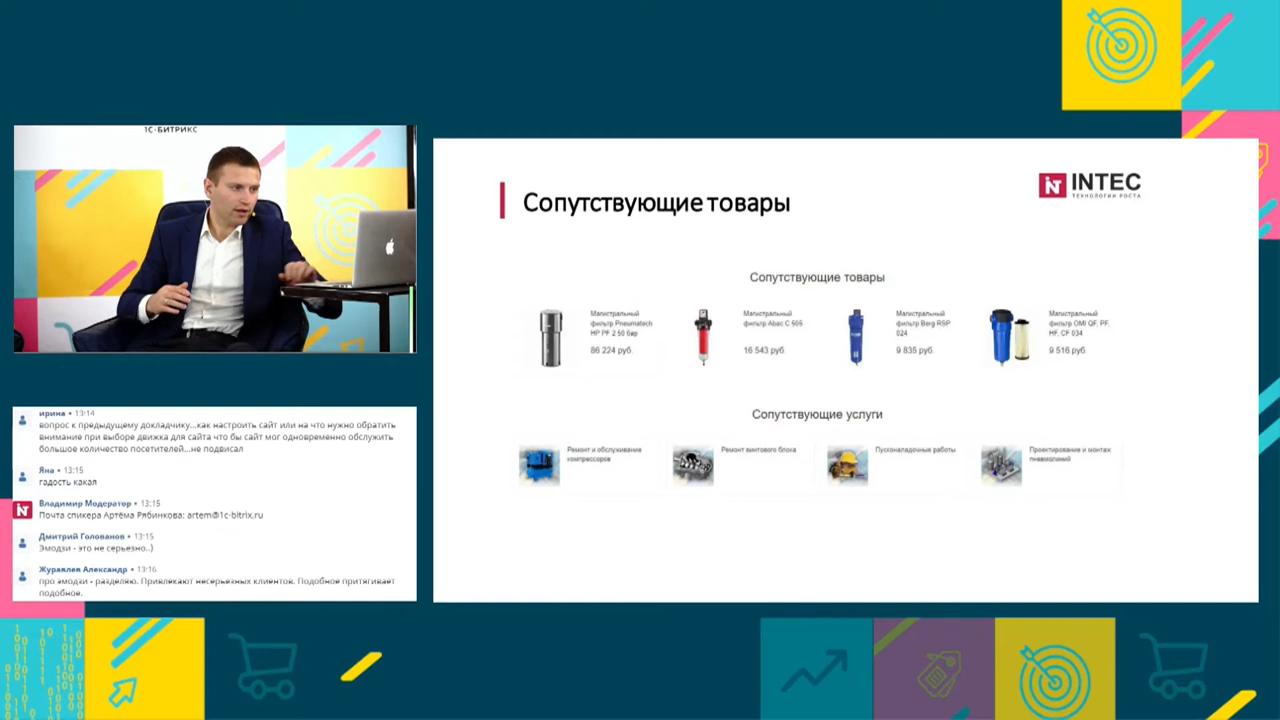 1С-БИТРИКС
INTEC
ТЕХНОЛОГИИ РОСТА
Сопутствующие товары
Сопутствующие товары
Магистральный
фильтр Pneumatech
HP PF 2 50 бар
86 224 руб.
Магистральный
фильтр Abac C 505
16 543 руб.
Магистральный
фильтр Berg RSP
024
9 835 руб.
Магистральный
фильтр OMI QF, PF,
HF, CF 034
9 516 руб.
Сопутствующие услуги
Ремонт и обслуживание
компрессоров
Ремонт винтового блока
Пусконаладочные работы
Проектирование и монтаж
пневмолиний
ирина • 13:14
вопрос к предыдущему докладчику...как настроить сайт или на что нужно обратить
внимание при выборе движка для сайта что бы сайт мог одновременно обслужить
большое количество посетителей...не подвисал
Яна • 13:15
гадость какая
Владимир Модератор • 13:15
Почта спикера Артёма Рябинкова: artem@1c-bitrix.ru
Дмитрий Голованов • 13:15
Эмодзи - это не серьезно..)
Журавлев Александр • 13:16
про эмодзи - разделяю. Привлекают несерьезных клиентов. Подобное притягивает
подобное.